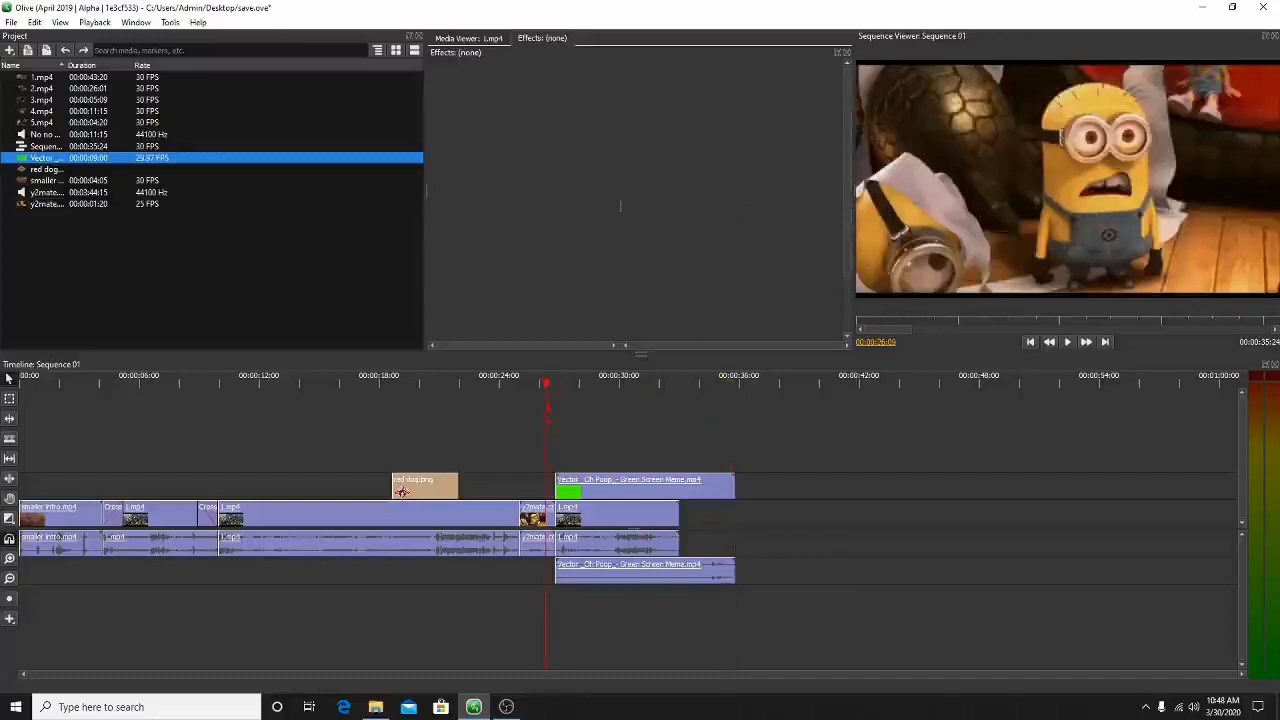 Olive (April 2019 | Alpha | 1e3cf533) - 'C:/Users/Admin/Desktop/save.ove*'
File Edit View Playback Window Tools Help
Project
Media Viewer: 1.mp4 Effects: (none)
Sequence Viewer: Sequence 01
Search media, markers, etc.
Effects: (none)
Name Duration Rate
1.mp4 00:00:43:20 30 FPS
2.mp4 00:00:26:01 30 FPS
3.mp4 00:00:05:09 30 FPS
4.mp4 00:00:11:15 30 FPS
5.mp4 00:00:04:20 30 FPS
No no ... 00:00:11:15 44100 Hz
Sequen... 00:00:35:24 30 FPS
Vector _... 00:00:09:00 29.97 FPS
red dog....
smaller ... 00:00:04:05 30 FPS
y2mate.... 00:03:44:15 44100 Hz
y2mate.... 00:00:01:20 25 FPS
00:00:26:09
00:00:35:24
Timeline: Sequence 01
00:00 00:00:06:00 00:00:12:00 00:00:18:00 00:00:24:00 00:00:30:00 00:00:36:00 00:00:42:00 00:00:48:00 00:00:54:00 00:01:00:00
red dog.png Vector _Oh Poop_- Green Screen Meme.mp4
smaller intro.mp4 Cross 1.mp4 Cross 1.mp4 y2mate.co 1.mp4
smaller intro.mp4 1.mp4 1.mp4 y2mate.co 1.mp4
Vector _Oh Poop_- Green Screen Meme.mp4
Type here to search
10:48 AM
3/30/2020